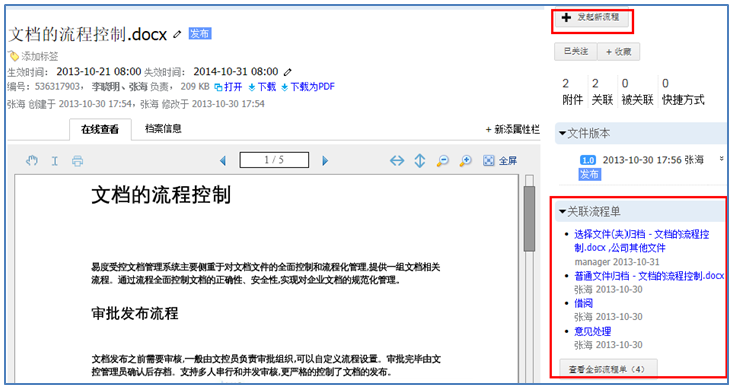 文档的流程控制.docx 发布
添加标签
生效时间: 2013-10-21 08:00 失效时间: 2014-10-31 08:00
编号: 536317903, 李晓明、张海 负责, 209 KB 打开 下载 下载为PDF
张海 创建于 2013-10-30 17:54, 张海 修改于 2013-10-30 17:54
在线查看 档案信息 + 新添属性栏
1 / 5 全屏
文档的流程控制
易度受控文档管理系统主要侧重于对文档文件的全面控制和流程化管理,提供一组文档相关
流程。通过流程全面控制文档的正确性、安全性,实现对企业文档的规范化管理。
审批发布流程
文档发布之前需要审核,一般由文控员负责审批组织,可以自定义流程设置。审批完毕由文
控管理员确认后存档。支持多人串行和并发审核,更严格的控制了文档的发布。
+ 发起新流程
已关注 + 收藏
2 2 0 0
附件 关联 被关联 快捷方式
文件版本
1.0 2013-10-30 17:56 张海
发布
关联流程单
选择文件(夹)归档 - 文档的流程控
制.docx ,公司其他文件
manager 2013-10-31
普通文件归档 - 文档的流程控制.docx
张海 2013-10-30
借阅
张海 2013-10-30
意见处理
张海 2013-10-30
查看全部流程单（4）